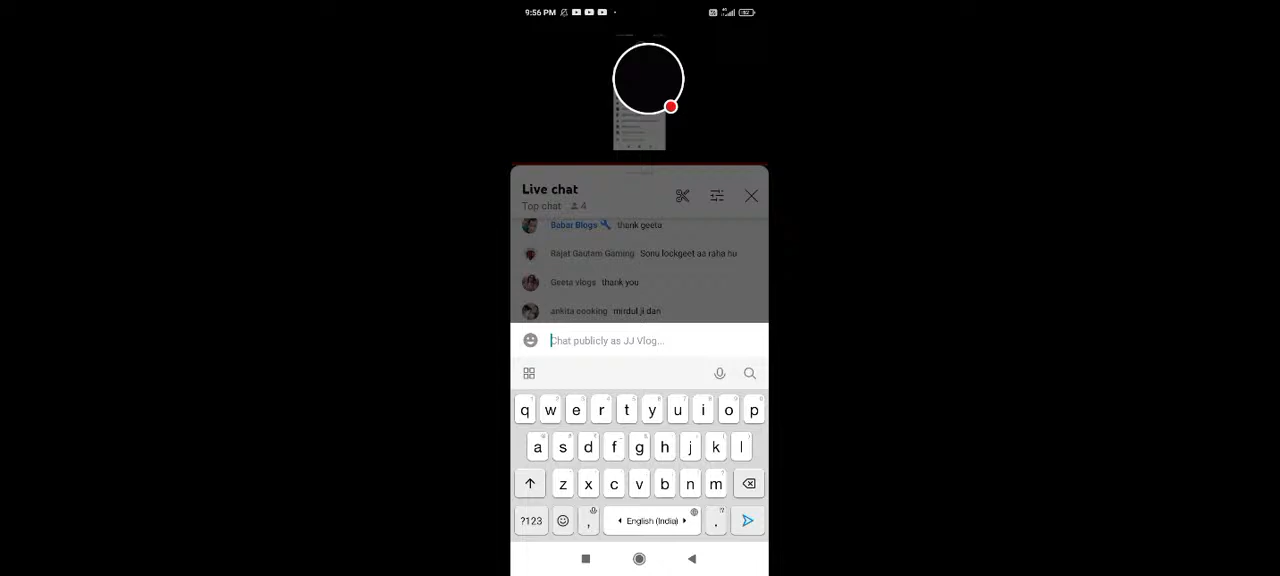 9:56 PM
Live chat
Top chat 4
Babar Blogs thank geeta
Rajat Gautam Gaming Sonu lockgeet aa raha hu
Geeta vlogs thank you
ankita cooking mirdul ji dan
Chat publicly as JJ Vlog...
q w e r t y u i o p
a s d f g h j k l
z x c v b n m
?123 , English (India) .